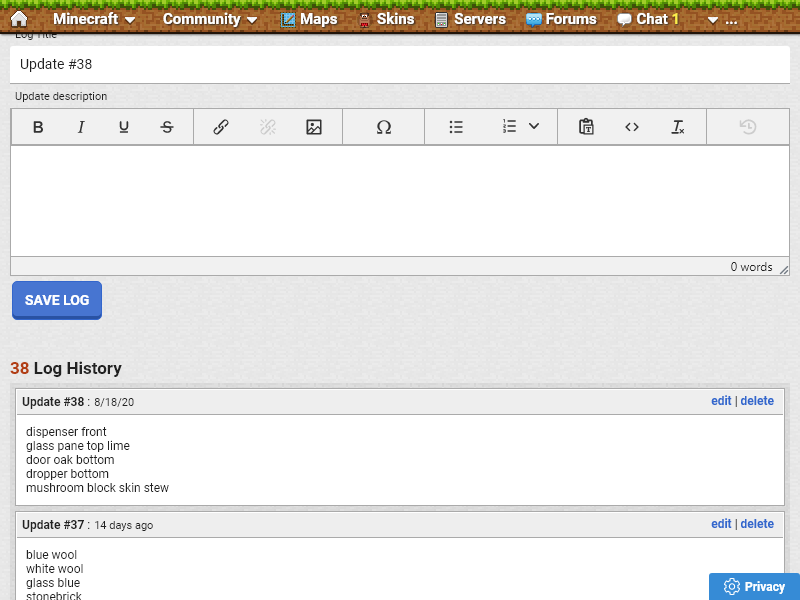 Minecraft Community Maps Skins Servers Forums Chat 1 ...
Log Title
Update #38
Update description
0 words
SAVE LOG
38 Log History
Update #38 : 8/18/20 edit | delete
dispenser front
glass pane top lime
door oak bottom
dropper bottom
mushroom block skin stew
Update #37 : 14 days ago edit | delete
blue wool
white wool
glass blue
stonebrick
Privacy